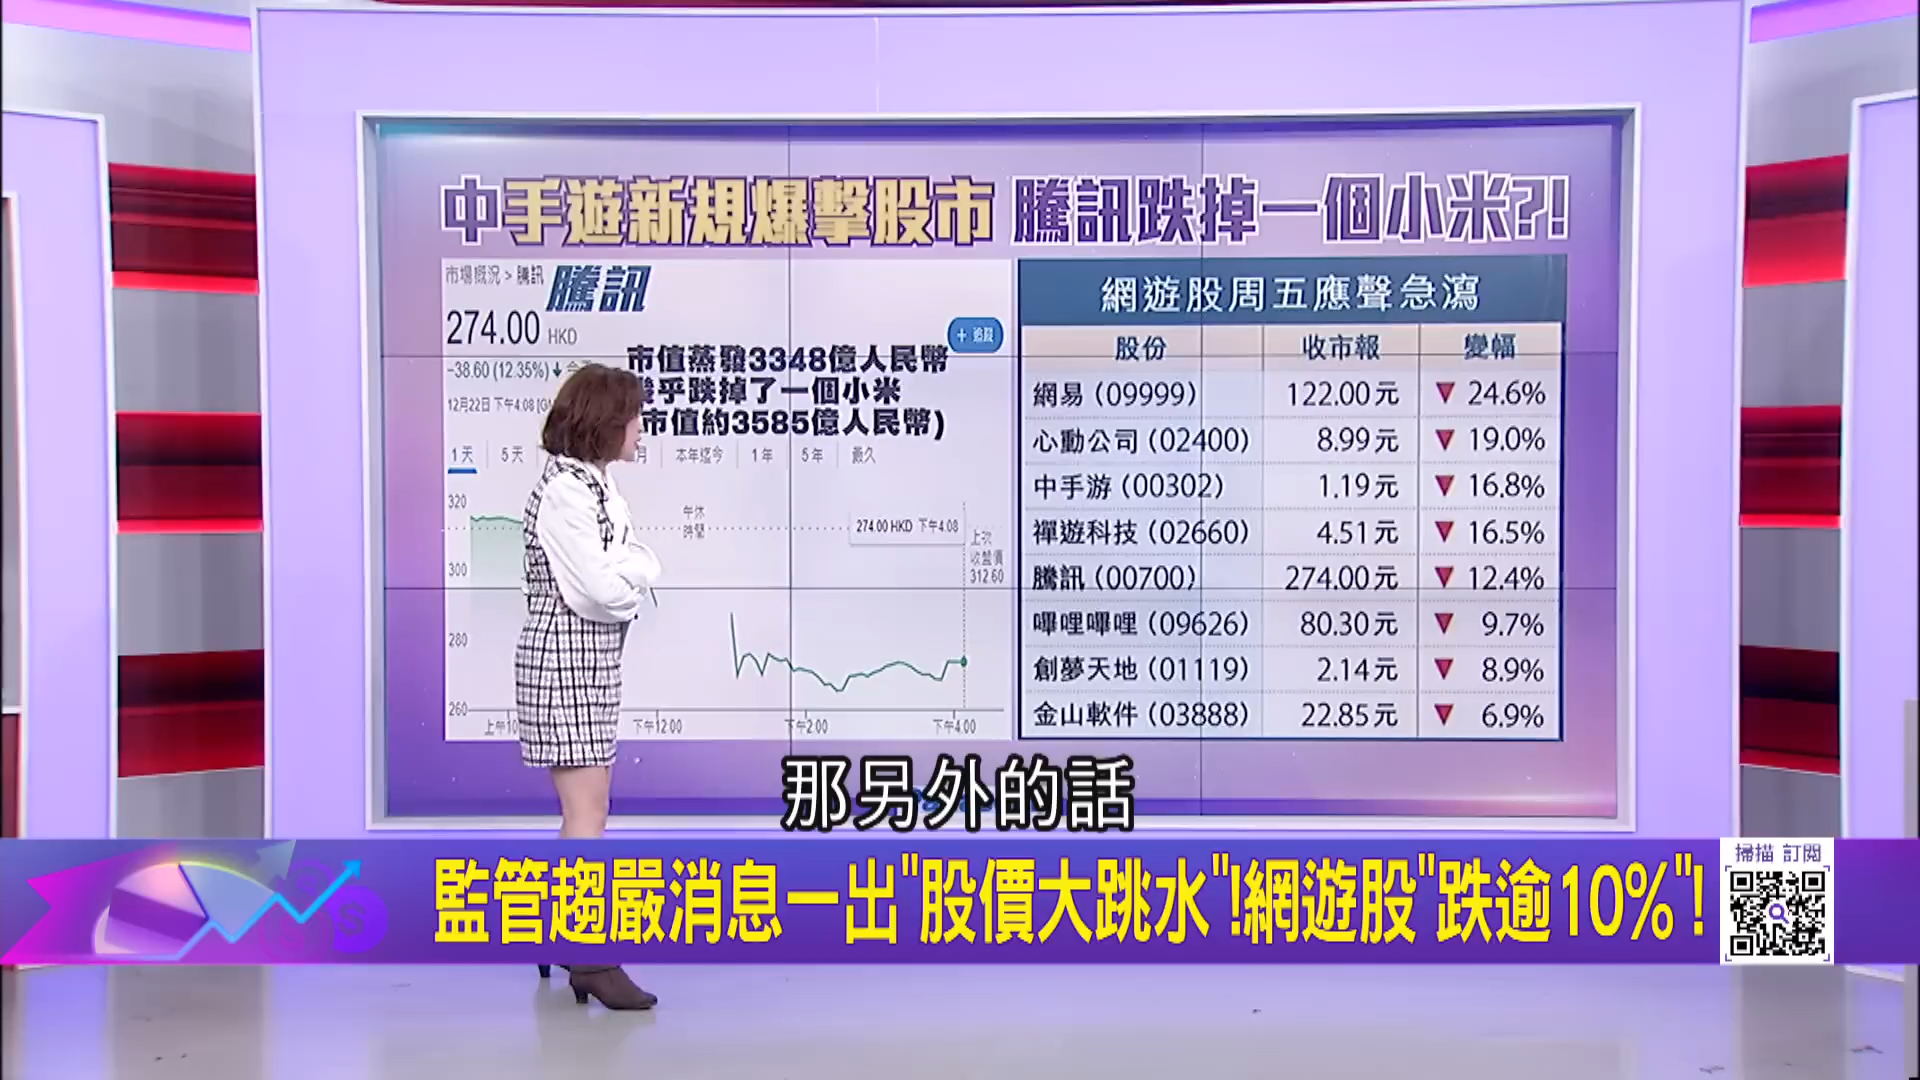 中手遊新規爆擊股市 騰訊跌掉一個小米?!
市場概況 > 騰訊
騰訊
274.00 HKD
+ 追蹤
-38.60 (12.35%)
12月22日 下午4:08
市值蒸發3348億人民幣
乎跌掉了一個小米
市值約3585億人民幣)
1天 5天 月 本年迄今 1年 5年 最久
320
300
280
260
午休
時間
274.00 HKD 下午4:08
上次
收盤價
312.60
上午10 下午12:00 下午2:00 下午4:00
網遊股周五應聲急瀉
股份 收市報 變幅
網易 (09999) 122.00元 ▼ 24.6%
心動公司 (02400) 8.99元 ▼ 19.0%
中手游 (00302) 1.19元 ▼ 16.8%
禪遊科技 (02660) 4.51元 ▼ 16.5%
騰訊 (00700) 274.00元 ▼ 12.4%
嗶哩嗶哩 (09626) 80.30元 ▼ 9.7%
創夢天地 (01119) 2.14元 ▼ 8.9%
金山軟件 (03888) 22.85元 ▼ 6.9%
那另外的話
監管趨嚴消息一出"股價大跳水"!網遊股"跌逾10%"!
掃描 訂閱